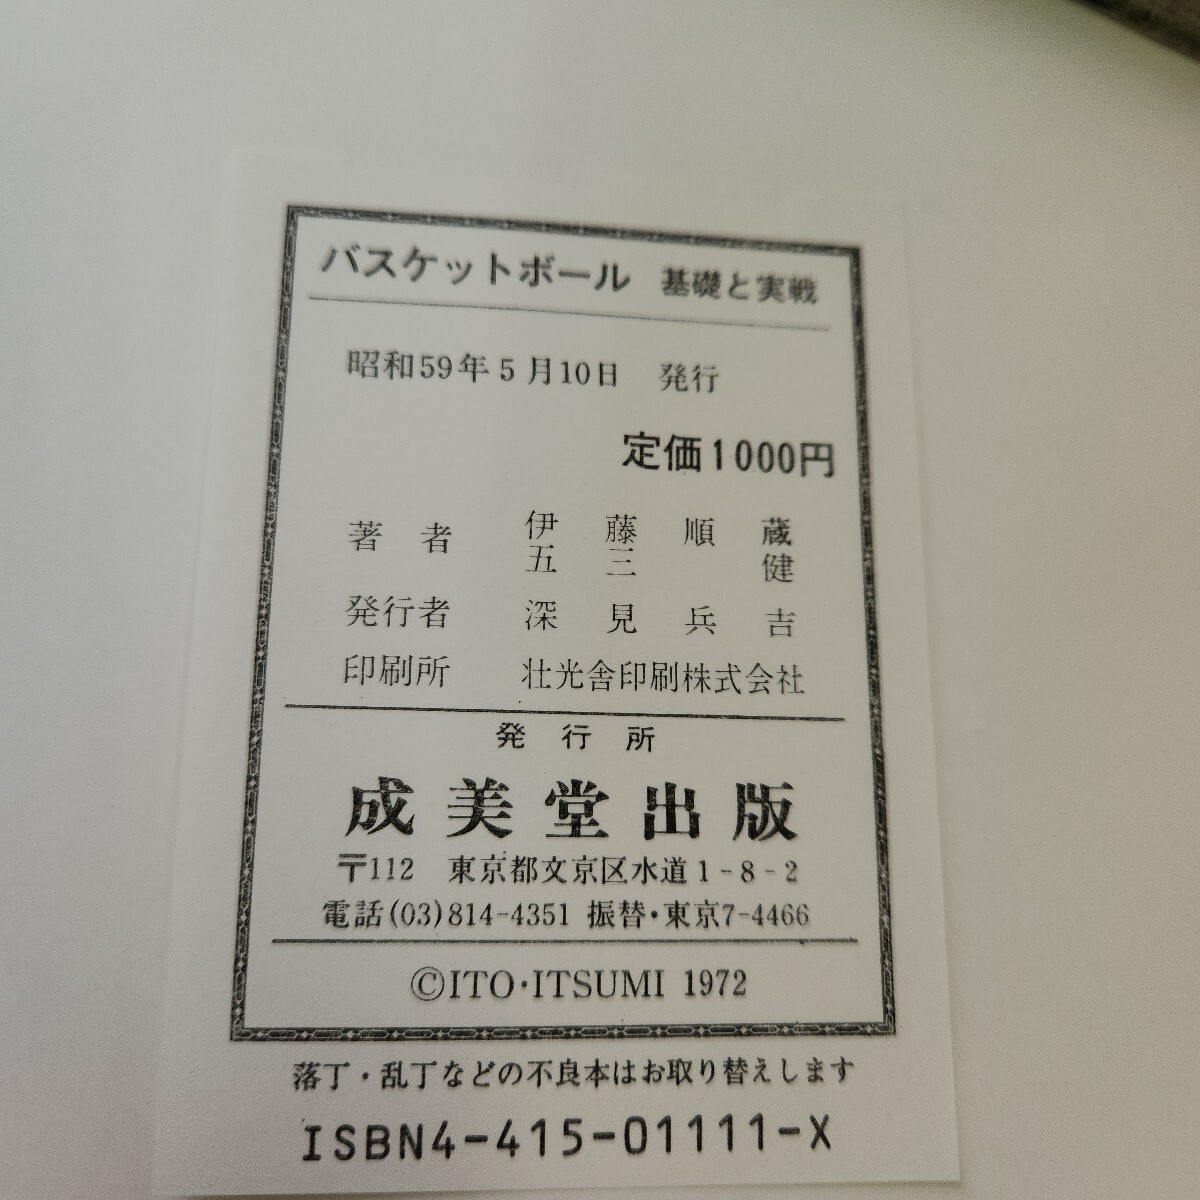 バスケットボール 基礎と実戦
昭和59年5月10日 発行
定価1000円
著者 伊藤順蔵
五三健
発行者 深見兵吉
印刷所 壮光舎印刷株式会社
発行所
成美堂出版
〒112 東京都文京区水道1-8-2
電話(03)814-4351 振替・東京7-4466
©ITO・ITSUMI 1972
落丁・乱丁などの不良本はお取り替えします
ISBN4-415-01111-X